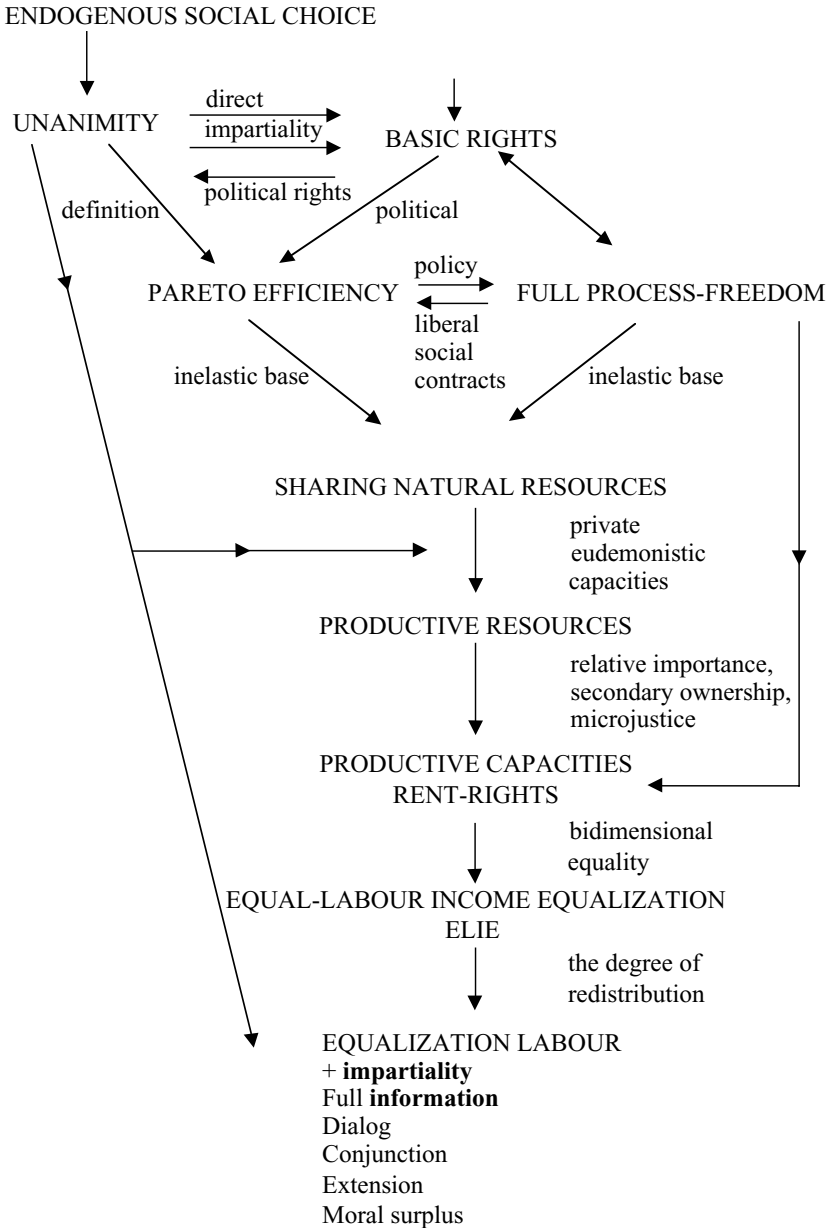 ENDOGENOUS SOCIAL CHOICE
direct
UNANIMITY
impartiality
BASIC RIGHTS
political rights
definition
political
policy
PARETO EFFICIENCY
FULL PROCESS-FREEDOM
liberal
social
contracts
inelastic base
inelastic base
SHARING NATURAL RESOURCES
private
eudemonistic
capacities
PRODUCTIVE RESOURCES
relative importance,
secondary ownership,
microjustice
PRODUCTIVE CAPACITIES
RENT-RIGHTS
bidimensional
equality
EQUAL-LABOUR INCOME EQUALIZATION
ELIE
the degree of
redistribution
EQUALIZATION LABOUR
+ impartiality
Full information
Dialog
Conjunction
Extension
Moral surplus